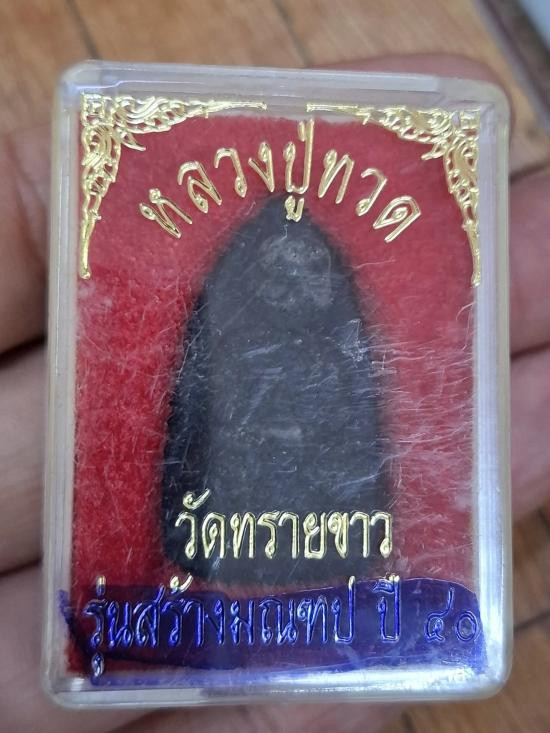 หลวงปู่ทวด
วัดทรายขาว
รุ่นสร้างมณฑป ปี ๔๐